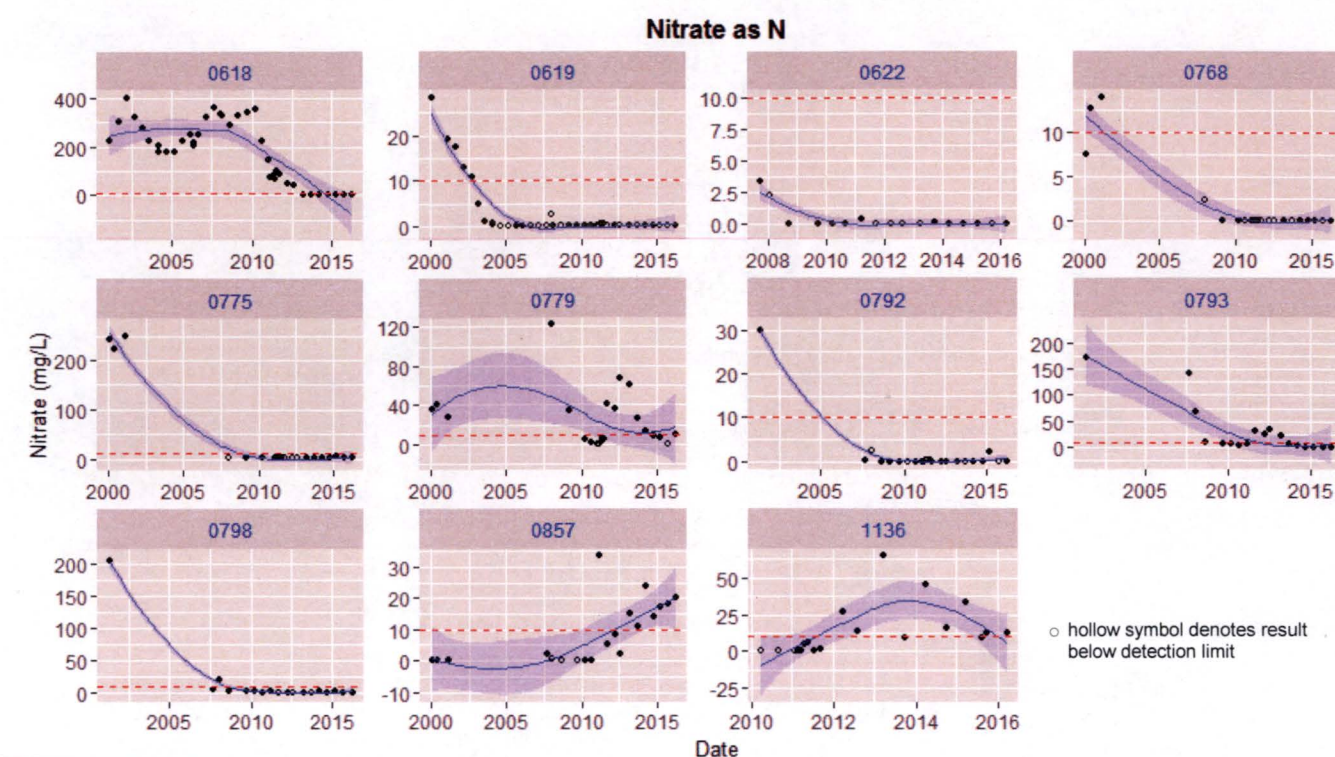 Nitrate as N
0618 0619 0622 0768
400
200
0
2005 2010 2015
20
10
0
2000 2005 2010 2015
10.0
7.5
5.0
2.5
0.0
2008 2010 2012 2014 2016
10
5
0
2000 2005 2010 2015
Nitrate (mg/L)
0775 0779 0792 0793
200
100
0
2000 2005 2010 2015
120
80
40
0
2000 2005 2010 2015
30
20
10
0
2005 2010 2015
200
150
100
50
0
2005 2010 2015
0798 0857 1136
200
150
100
50
0
2005 2010 2015
30
20
10
0
-10
2000 2005 2010 2015
50
25
0
-25
2010 2012 2014 2016
hollow symbol denotes result
below detection limit
Date